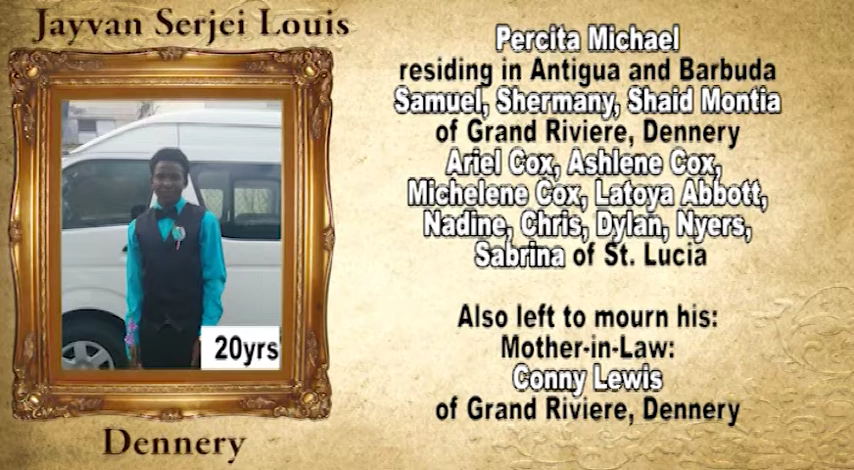 Jayvan Serjei Louis
20yrs
Dennery
Percita Michael
residing in Antigua and Barbuda
Samuel, Shermany, Shaid Montia
of Grand Riviere, Dennery
Ariel Cox, Ashlene Cox,
Michelene Cox, Latoya Abbott,
Nadine, Chris, Dylan, Nyers,
Sabrina of St. Lucia
Also left to mourn his:
Mother-in-Law:
Conny Lewis
of Grand Riviere, Dennery